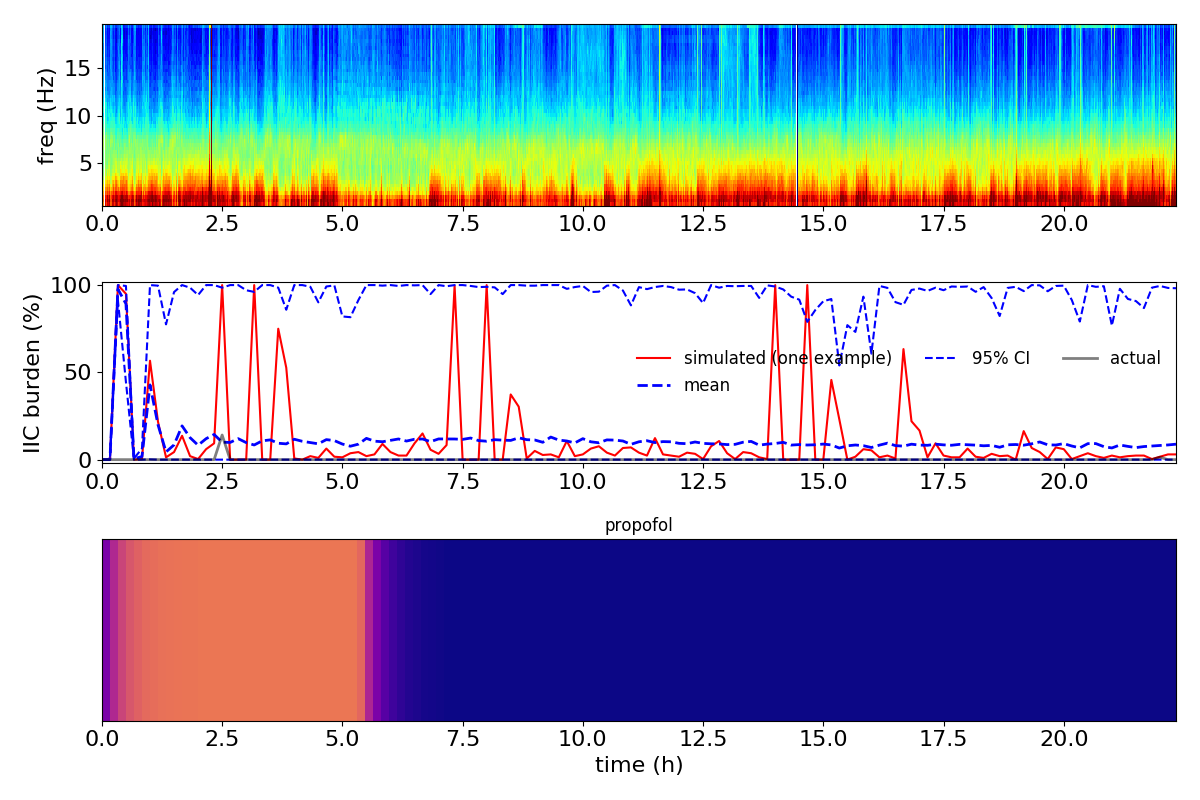 freq (Hz)
15
10
5
0.0 2.5 5.0 7.5 10.0 12.5 15.0 17.5 20.0
IIC burden (%)
100
50
0
simulated (one example) 95% CI actual
mean
0.0 2.5 5.0 7.5 10.0 12.5 15.0 17.5 20.0
propofol
0.0 2.5 5.0 7.5 10.0 12.5 15.0 17.5 20.0
time (h)